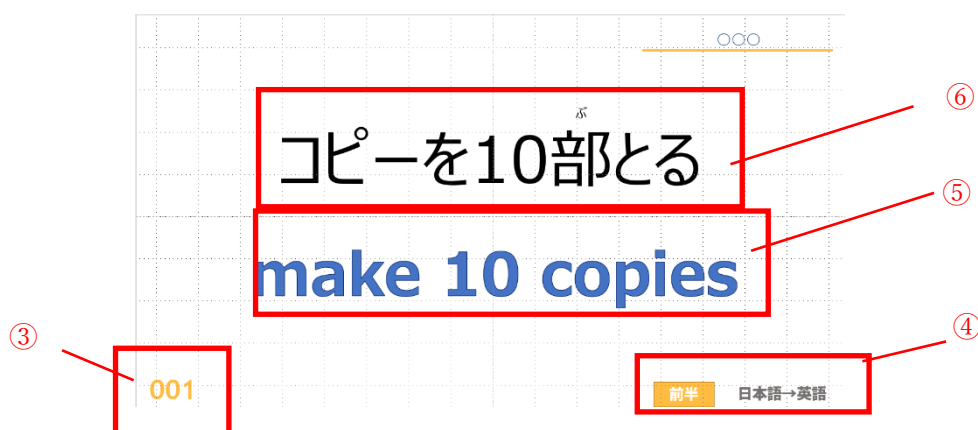 ○○○
⑥
ぶ
コピーを10部とる
⑤
make 10 copies
③
④
001
前半 日本語→英語